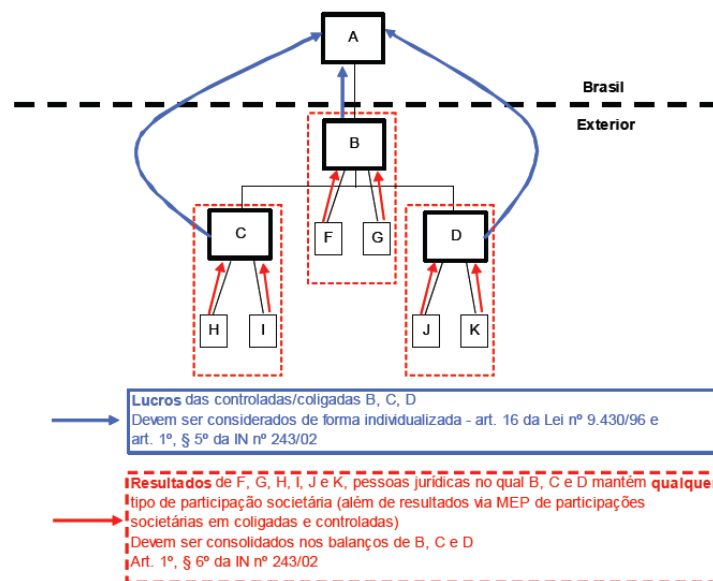 A
Brasil
Exterior
B
F G
C
D
H I
J K
Lucros das controladas/coligadas B, C, D
Devem ser considerados de forma individualizada - art. 16 da Lei nº 9.430/96 e
art. 1º, § 5º da IN nº 243/02
Resultados de F, G, H, I, J e K, pessoas jurídicas no qual B, C e D mantém qualquer
tipo de participação societária (além de resultados via MEP de participações
societárias em coligadas e controladas)
Devem ser consolidados nos balanços de B, C e D
Art. 1º, § 6º da IN nº 243/02